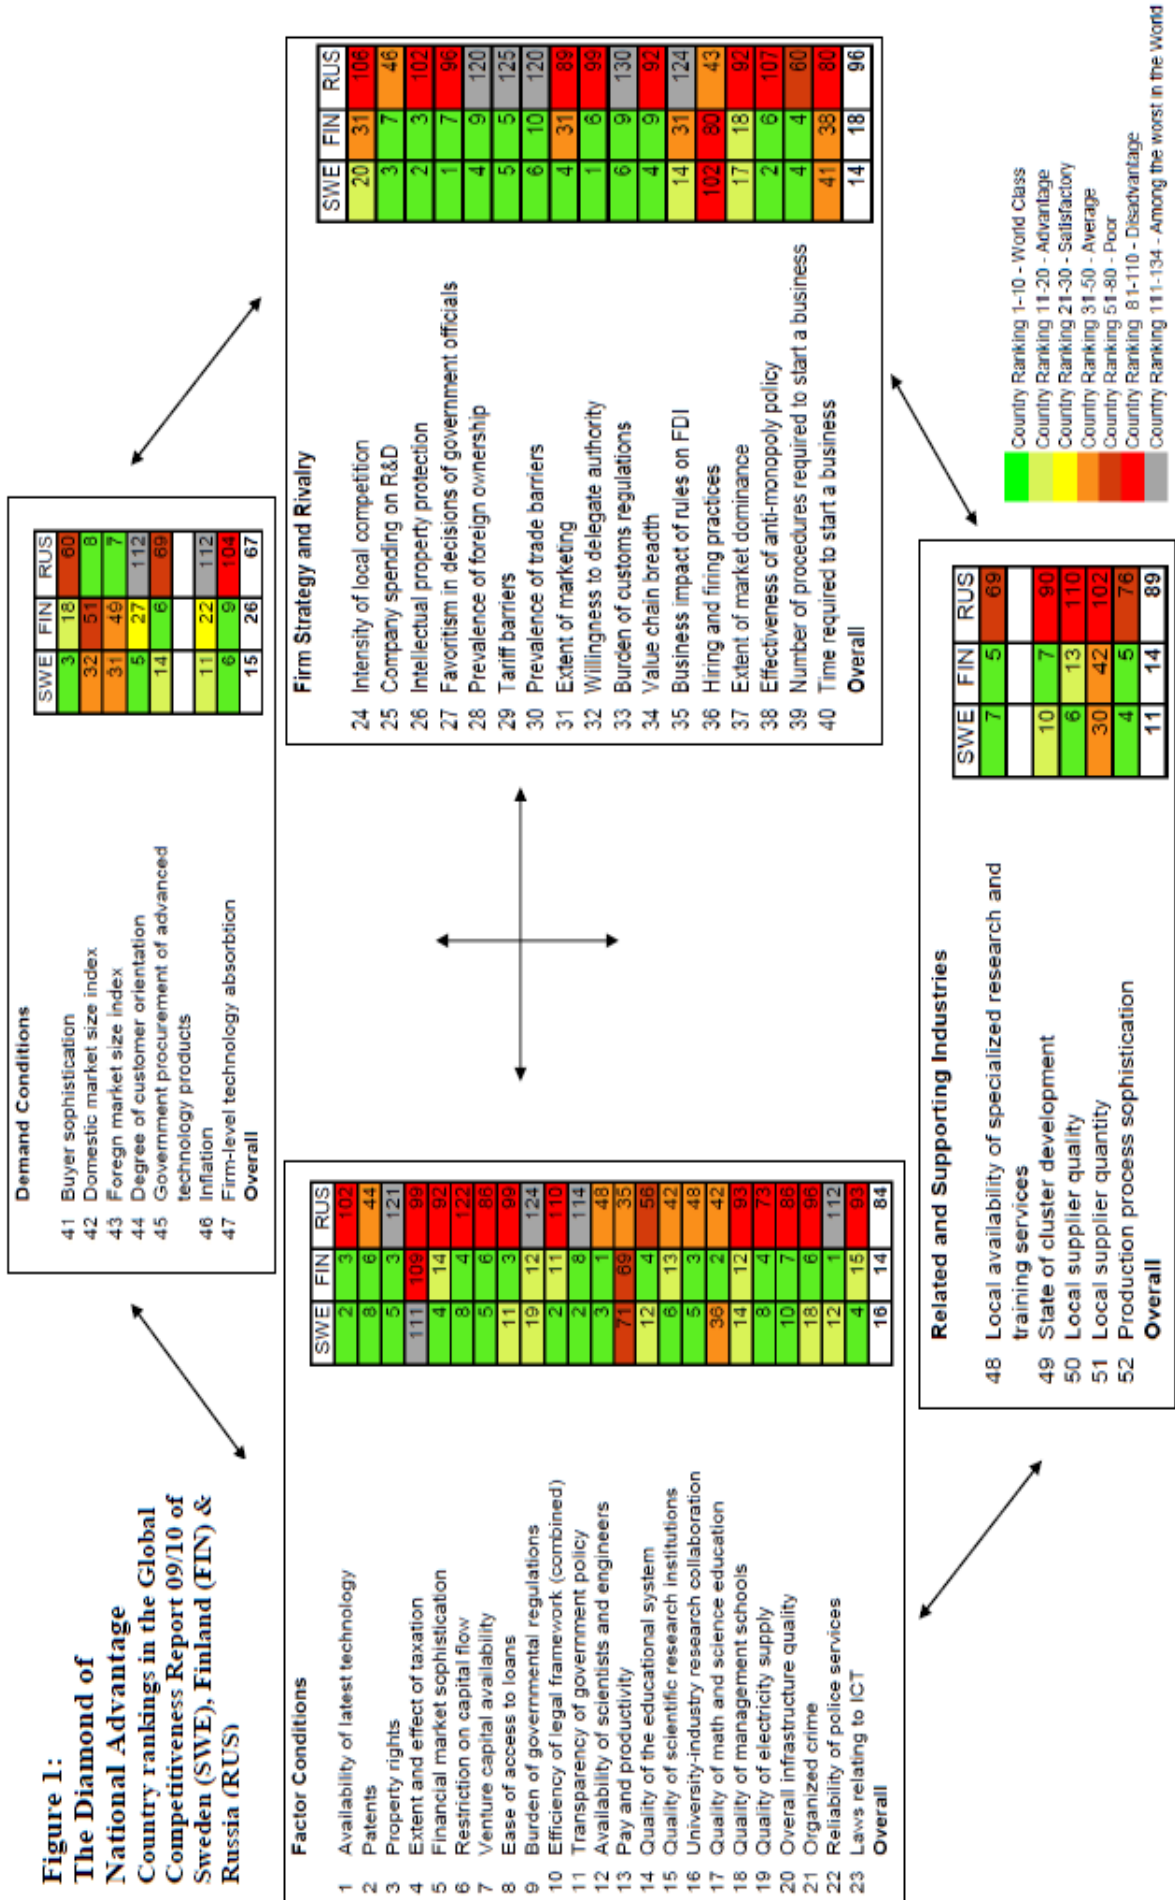 Figure 1:
The Diamond of
National Advantage
Country rankings in the Global
Competitiveness Report 09/10 of
Sweden (SWE), Finland (FIN) &
Russia (RUS)
Demand Conditions
SWE FIN RUS
41 Buyer sophistication 3 18 60
42 Domestic market size index 32 51 8
43 Foregn market size index 31 49 7
44 Degree of customer orientation 5 27 112
45 Government procurement of advanced 14 6 69
technology products
46 Inflation 11 22 112
47 Firm-level technology absorbtion 6 9 104
Overall 15 26 67
Factor Conditions
SWE FIN RUS
1 Availability of latest technology 2 3 102
2 Patents 8 6 44
3 Property rights 5 3 121
4 Extent and effect of taxation 111 109 99
5 Financial market sophistication 4 14 92
6 Restriction on capital flow 8 4 122
7 Venture capital availability 5 6 86
8 Ease of access to loans 11 3 99
9 Burden of governmental regulations 19 12 124
10 Efficiency of legal framework (combined) 2 11 110
11 Transparency of government policy 2 8 114
12 Availability of scientists and engineers 3 1 48
13 Pay and productivity 71 69 35
14 Quality of the educational system 12 4 56
15 Quality of scientific research institutions 6 13 42
16 University-industry research collaboration 5 3 48
17 Quality of math and science education 36 2 42
18 Quality of management schools 14 12 93
19 Quality of electricity supply 8 4 73
20 Overall infrastructure quality 10 7 86
21 Organized crime 18 6 96
22 Reliability of police services 12 1 112
23 Laws relating to ICT 4 15 93
Overall 16 14 84
Firm Strategy and Rivalry
SWE FIN RUS
24 Intensity of local competition 20 31 106
25 Company spending on R&D 3 7 46
26 Intellectual property protection 2 3 102
27 Favoritism in decisions of government officials 1 7 96
28 Prevalence of foreign ownership 4 9 120
29 Tariff barriers 5 5 125
30 Prevalence of trade barriers 6 10 120
31 Extent of marketing 4 31 89
32 Willingness to delegate authority 1 6 99
33 Burden of customs regulations 6 9 130
34 Value chain breadth 4 9 92
35 Business impact of rules on FDI 14 31 124
36 Hiring and firing practices 102 80 43
37 Extent of market dominance 17 18 92
38 Effectiveness of anti-monopoly policy 2 6 107
39 Number of procedures required to start a business 4 4 60
40 Time required to start a business 41 38 80
Overall 14 18 96
Related and Supporting Industries
SWE FIN RUS
48 Local availability of specialized research and 7 5 69
training services
49 State of cluster development 10 7 90
50 Local supplier quality 6 13 110
51 Local supplier quantity 30 42 102
52 Production process sophistication 4 5 76
Overall 11 14 89
Country Ranking 1-10 - World Class
Country Ranking 11-20 - Advantage
Country Ranking 21-30 - Satisfactory
Country Ranking 31-50 - Average
Country Ranking 51-80 - Poor
Country Ranking 81-110 - Disadvantage
Country Ranking 111-134 - Among the worst in the World